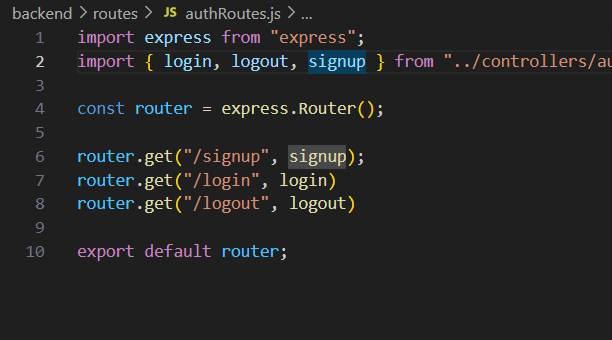 backend > routes > JS authRoutes.js > ...
1 import express from "express";
2 import { login, logout, signup } from "../controllers/au
3
4 const router = express.Router();
5
6 router.get("/signup", signup);
7 router.get("/login", login)
8 router.get("/logout", logout)
9
10 export default router;